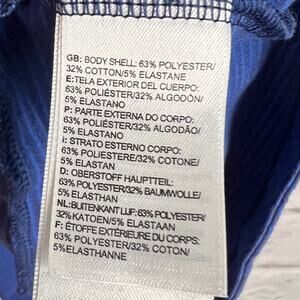 GB: BODY SHELL: 63% POLYESTER/
32% COTTON/5% ELASTANE
E:TELA EXTERIOR DEL CUERPO:
63% POLIÉSTER/32% ALGODÓN/
5% ELASTANO
P: PARTE EXTERNA DO CORPO:
63% POLIÉSTER/32% ALGODÃO/
5% ELASTANO
I: STRATO ESTERNO CORPO:
63% POLIESTERE/32% COTONE/
5% ELASTAN
D: OBERSTOFF HAUPTTEIL:
63% POLYESTER/32% BAUMWOLLE/
5% ELASTHAN
NL:BUITENKANT LIJF: 63% POLYESTER/
32% KATOEN/5% ELASTAAN
F: ÉTOFFE EXTÉRIEURE DU CORPS:
63% POLYESTER/32% COTON/
5% ELASTHANNE